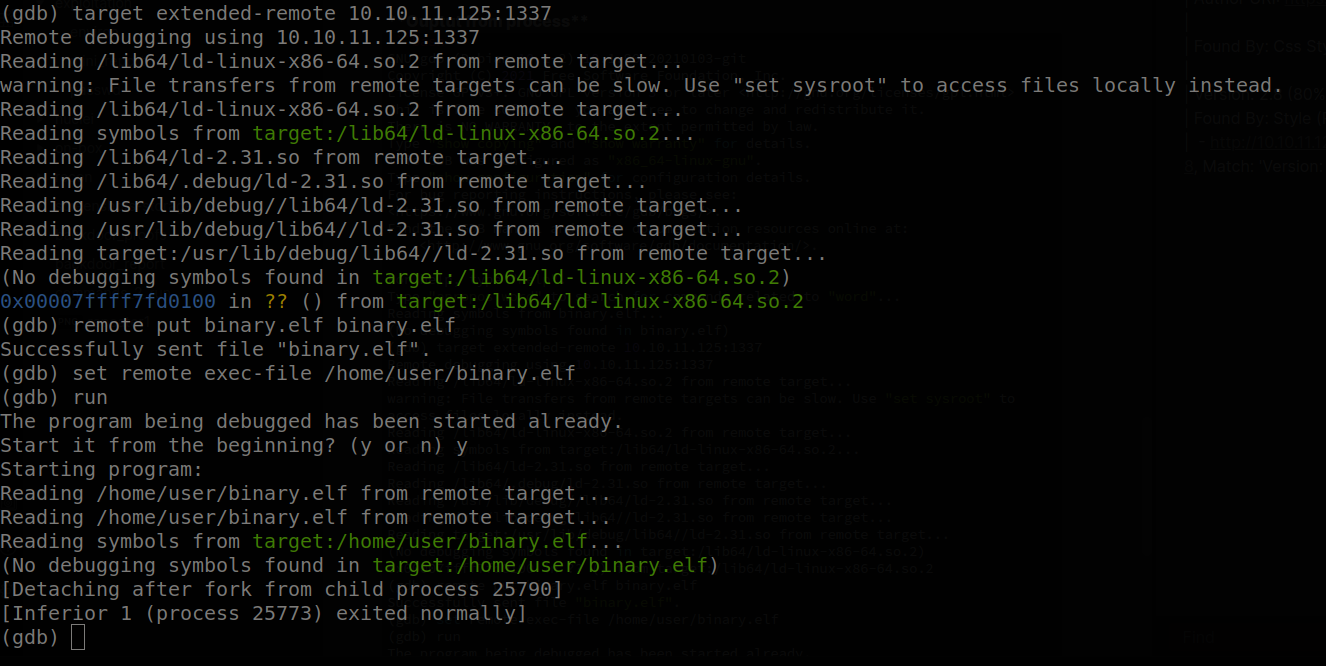 (gdb) target extended-remote 10.10.11.125:1337
Remote debugging using 10.10.11.125:1337
Reading /lib64/ld-linux-x86-64.so.2 from remote target...
warning: File transfers from remote targets can be slow. Use "set sysroot" to access files locally instead.
Reading /lib64/ld-linux-x86-64.so.2 from remote target...
Reading symbols from target:/lib64/ld-linux-x86-64.so.2...
Reading /lib64/ld-2.31.so from remote target...
Reading /lib64/.debug/ld-2.31.so from remote target...
Reading /usr/lib/debug//lib64/ld-2.31.so from remote target...
Reading /usr/lib/debug/lib64//ld-2.31.so from remote target...
Reading target:/usr/lib/debug/lib64//ld-2.31.so from remote target...
(No debugging symbols found in target:/lib64/ld-linux-x86-64.so.2)
0x00007ffff7fd0100 in ?? () from target:/lib64/ld-linux-x86-64.so.2
(gdb) remote put binary.elf binary.elf
Successfully sent file "binary.elf".
(gdb) set remote exec-file /home/user/binary.elf
(gdb) run
The program being debugged has been started already.
Start it from the beginning? (y or n) y
Starting program:
Reading /home/user/binary.elf from remote target...
Reading /home/user/binary.elf from remote target...
Reading symbols from target:/home/user/binary.elf...
(No debugging symbols found in target:/home/user/binary.elf)
[Detaching after fork from child process 25790]
[Inferior 1 (process 25773) exited normally]
(gdb)